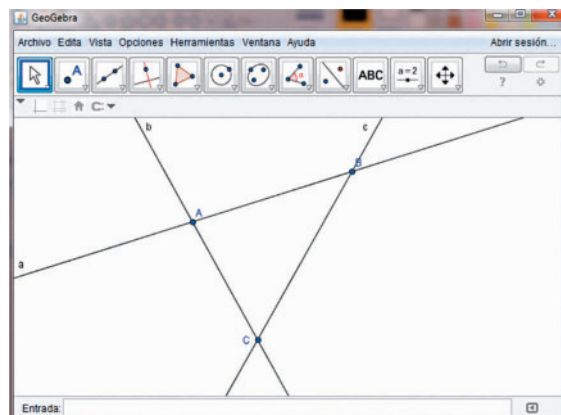 GeoGebra
Archivo Edita Vista Opciones Herramientas Ventana Ayuda Abrir sesión...
A ABC a=2 ?
b c
B
A
a
C
Entrada: